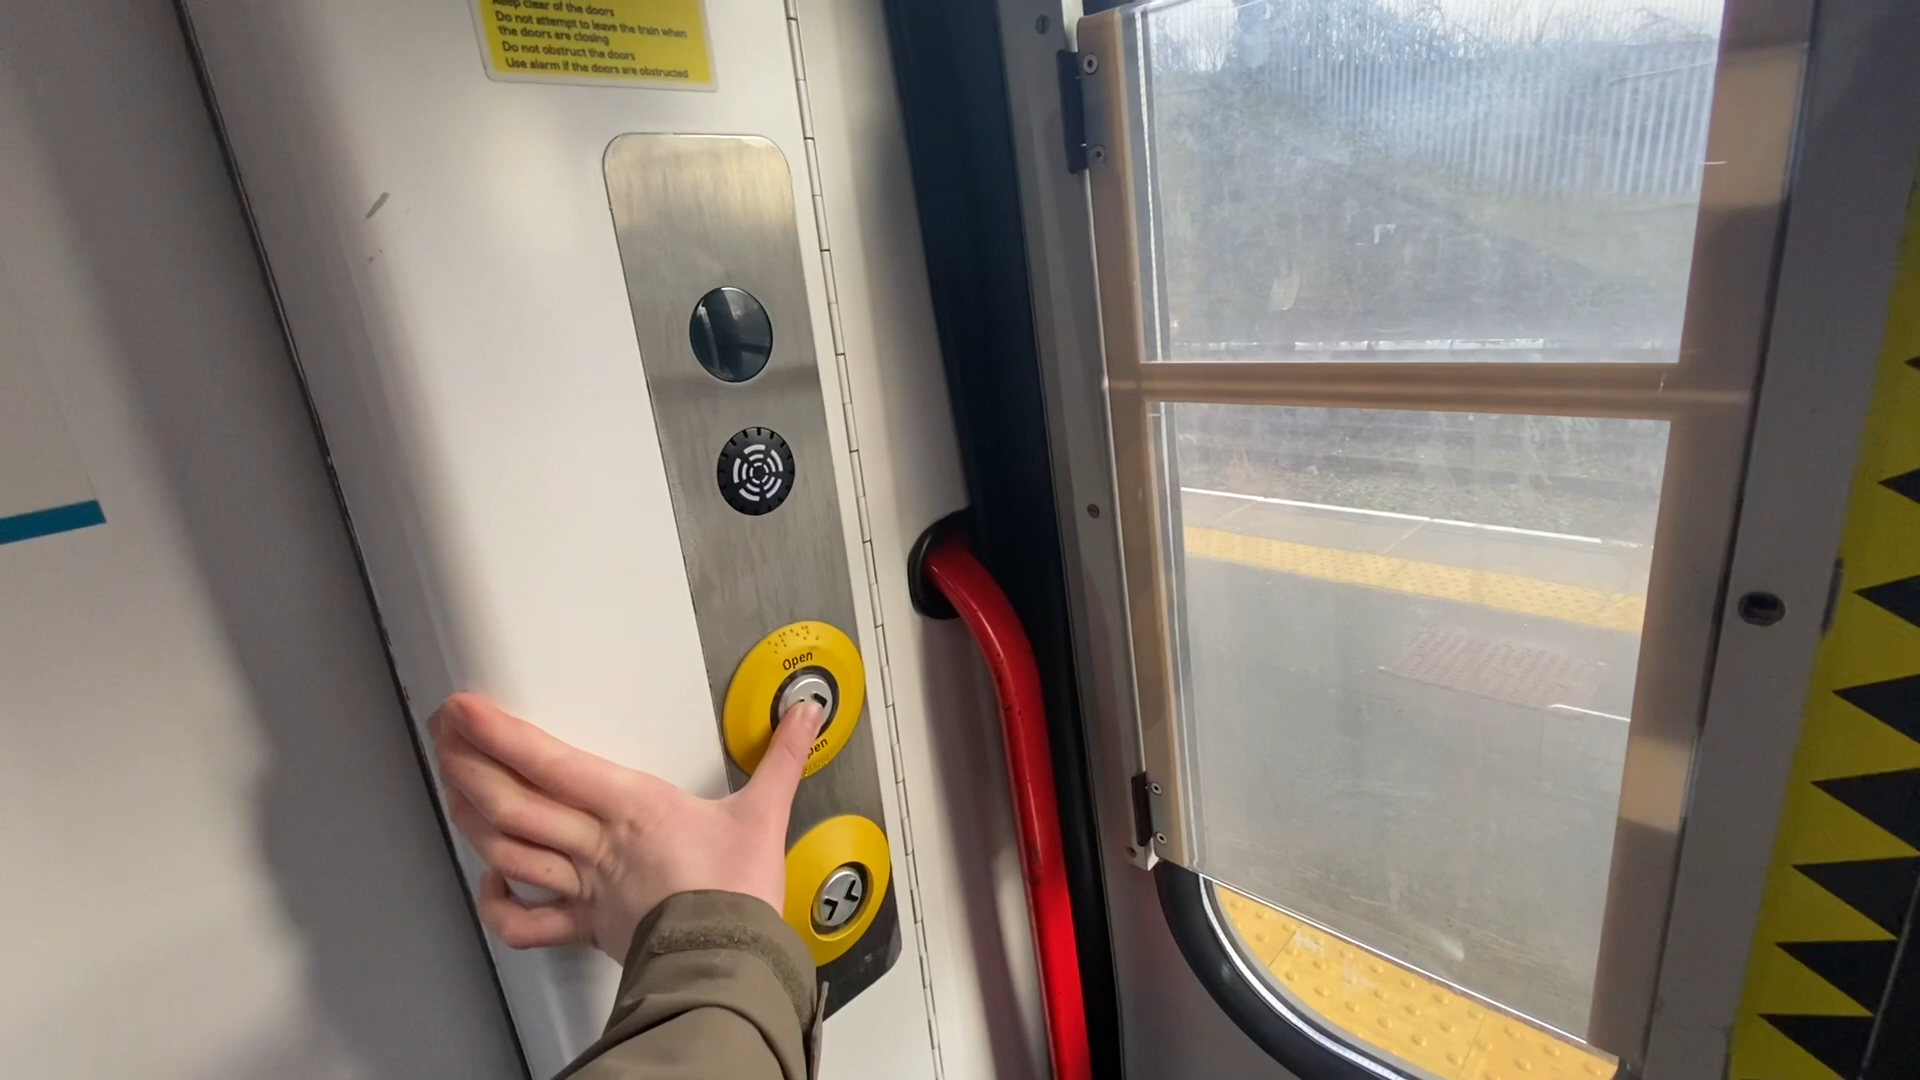 Keep clear of the doors
Do not attempt to leave the train when
the doors are closing
Do not obstruct the doors
Use alarm if the doors are obstructed
Open
pen